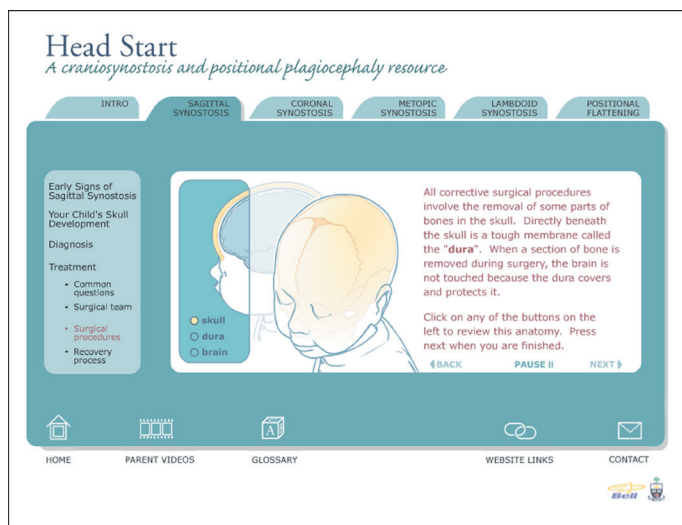 Head Start
A craniosynostosis and positional plagiocephaly resource
INTRO
SAGITTAL
SYNOSTOSIS
CORONAL
SYNOSTOSIS
METOPIC
SYNOSTOSIS
LAMBDOID
SYNOSTOSIS
POSITIONAL
FLATTENING
Early Signs of
Sagittal Synostosis
Your Child's Skull
Development
Diagnosis
Treatment
• Common
questions
• Surgical team
• Surgical
procedures
• Recovery
process
skull
dura
brain
All corrective surgical procedures
involve the removal of some parts of
bones in the skull. Directly beneath
the skull is a tough membrane called
the "dura". When a section of bone is
removed during surgery, the brain is
not touched because the dura covers
and protects it.
Click on any of the buttons on the
left to review this anatomy. Press
next when you are finished.
BACK
PAUSE
NEXT
A
HOME
PARENT VIDEOS
GLOSSARY
WEBSITE LINKS
CONTACT
Bell